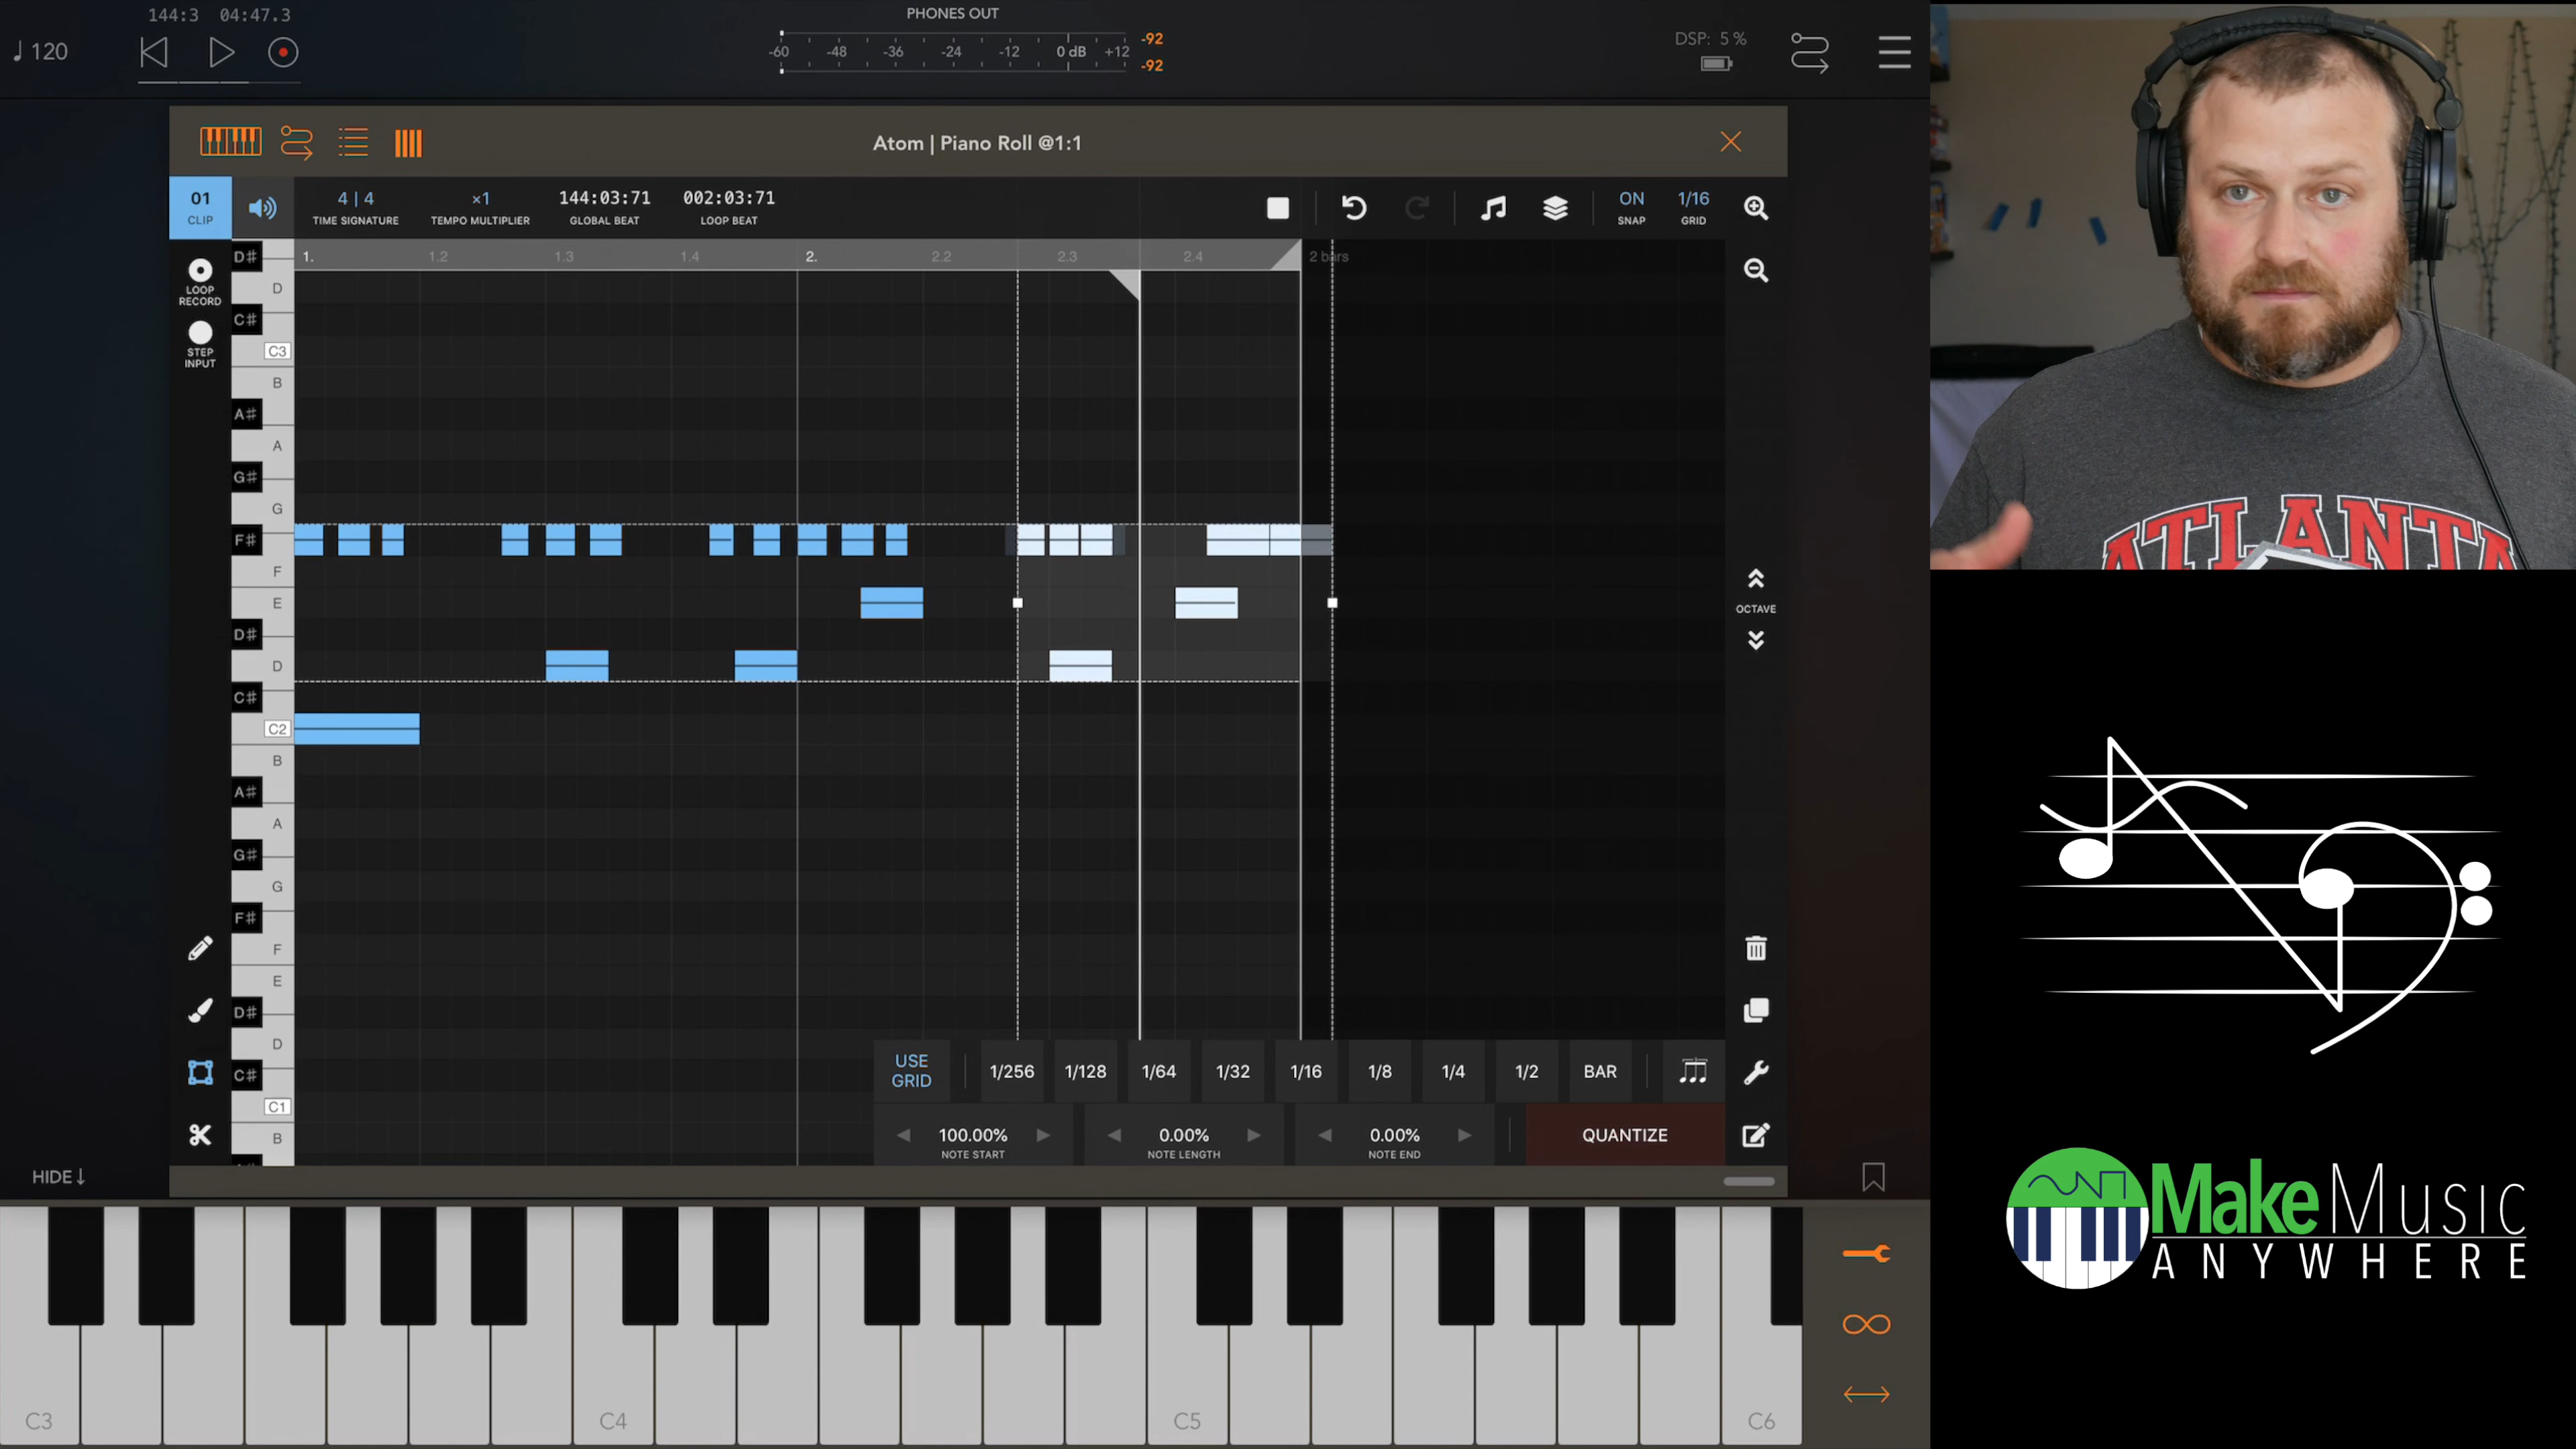 144:3 04:47.3
♩120
PHONES OUT
-60 -48 -36 -24 -12 0 dB +12
-92
-92
DSP: 5 %
Atom | Piano Roll @1:1
01
CLIP
4 | 4
TIME SIGNATURE
×1
TEMPO MULTIPLIER
144:03:71
GLOBAL BEAT
002:03:71
LOOP BEAT
ON
SNAP
1/16
GRID
1. 1.2 1.3 1.4 2. 2.2 2.3 2.4 2 bars
LOOP
RECORD
STEP
INPUT
D#
D
C#
C3
B
A#
A
G#
G
F#
F
E
D#
D
C#
C2
B
A#
A
G#
G
F#
F
E
D#
D
C#
C1
B
OCTAVE
USE
GRID
1/256 1/128 1/64 1/32 1/16 1/8 1/4 1/2 BAR
100.00%
NOTE START
0.00%
NOTE LENGTH
0.00%
NOTE END
QUANTIZE
HIDE↓
C3 C4 C5 C6
ATLANTA
Make Music
ANYWHERE